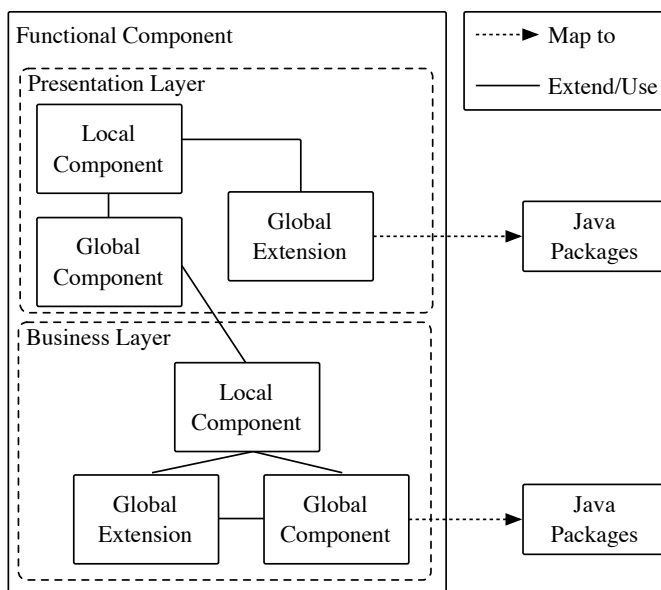 Functional Component
Map to
Extend/Use
Presentation Layer
Local
Component
Global
Component
Global
Extension
Java
Packages
Business Layer
Local
Component
Global
Extension
Global
Component
Java
Packages